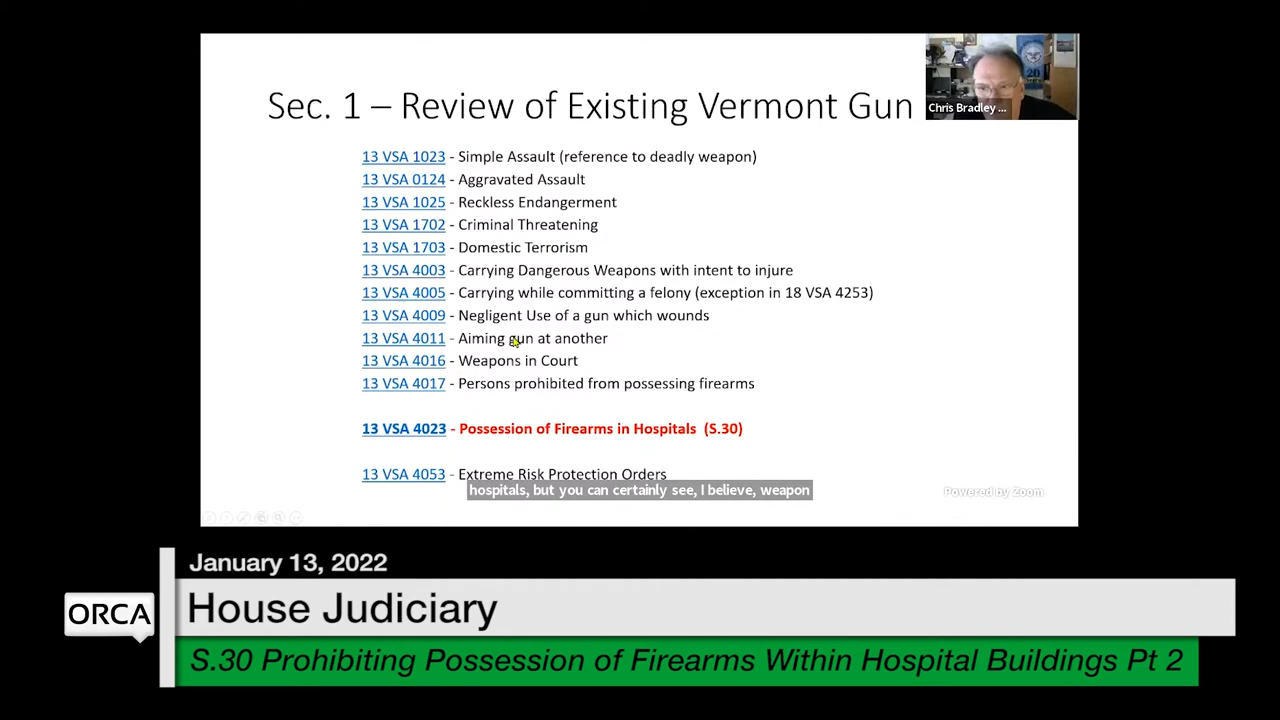 Sec. 1 – Review of Existing Vermont Gun
Chris Bradley ...
13 VSA 1023 - Simple Assault (reference to deadly weapon)
13 VSA 0124 - Aggravated Assault
13 VSA 1025 - Reckless Endangerment
13 VSA 1702 - Criminal Threatening
13 VSA 1703 - Domestic Terrorism
13 VSA 4003 - Carrying Dangerous Weapons with intent to injure
13 VSA 4005 - Carrying while committing a felony (exception in 18 VSA 4253)
13 VSA 4009 - Negligent Use of a gun which wounds
13 VSA 4011 - Aiming gun at another
13 VSA 4016 - Weapons in Court
13 VSA 4017 - Persons prohibited from possessing firearms
13 VSA 4023 - Possession of Firearms in Hospitals (S.30)
13 VSA 4053 - Extreme Risk Protection Orders
hospitals, but you can certainly see, I believe, weapon
Powered by Zoom
January 13, 2022
ORCA
House Judiciary
S.30 Prohibiting Possession of Firearms Within Hospital Buildings Pt 2